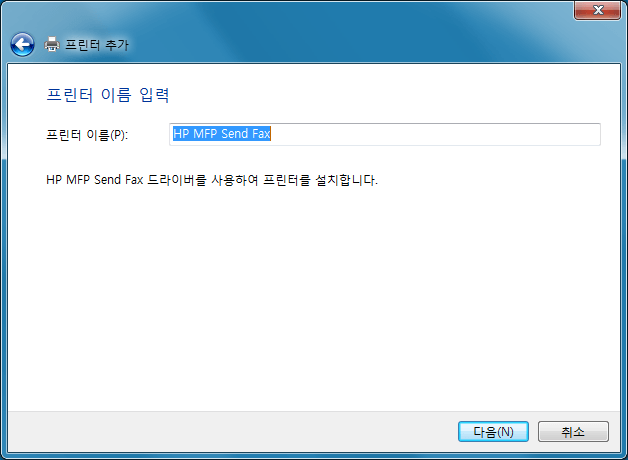 프린터 추가
프린터 이름 입력
프린터 이름(P): HP MFP Send Fax
HP MFP Send Fax 드라이버를 사용하여 프린터를 설치합니다.
다음(N) 취소